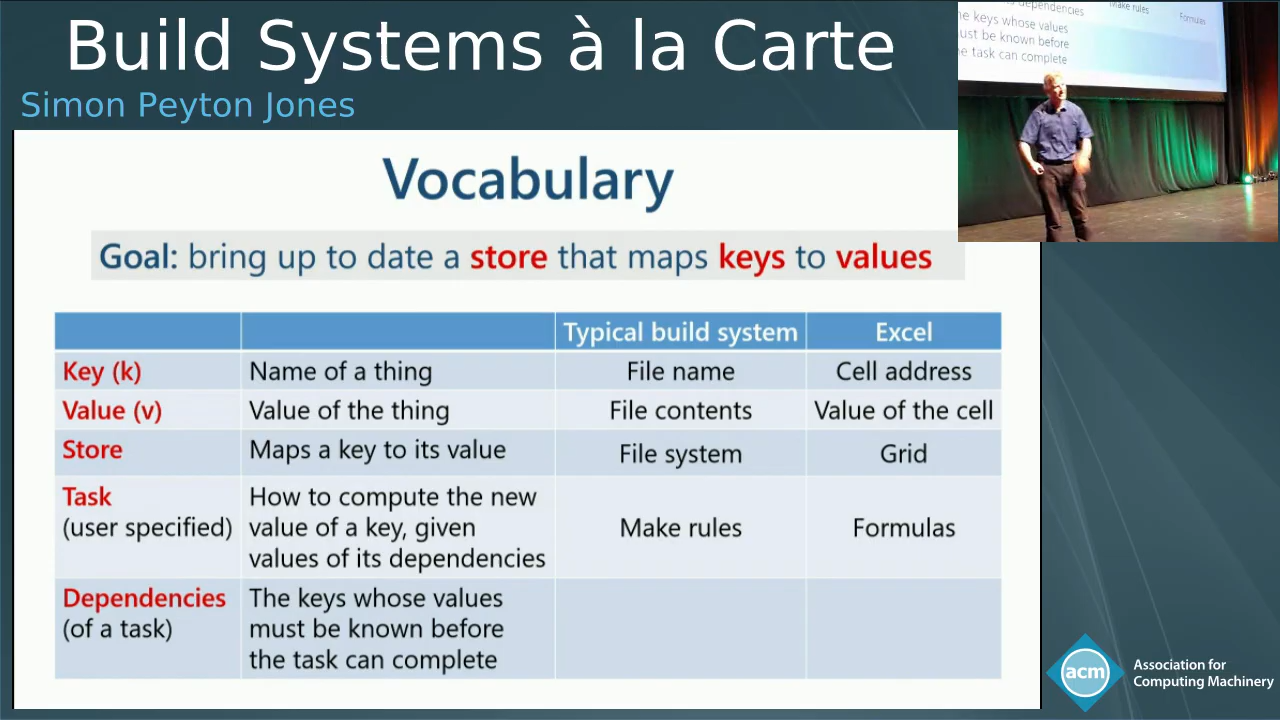 Build Systems à la Carte
Simon Peyton Jones
dependencies Make rules Formulas
he keys whose values
ust be known before
he task can complete
Vocabulary
Goal: bring up to date a store that maps keys to values
Typical build system Excel
Key (k) Name of a thing File name Cell address
Value (v) Value of the thing File contents Value of the cell
Store Maps a key to its value File system Grid
Task
(user specified)
How to compute the new
value of a key, given
values of its dependencies
Make rules Formulas
Dependencies
(of a task)
The keys whose values
must be known before
the task can complete
acm Association for
Computing Machinery